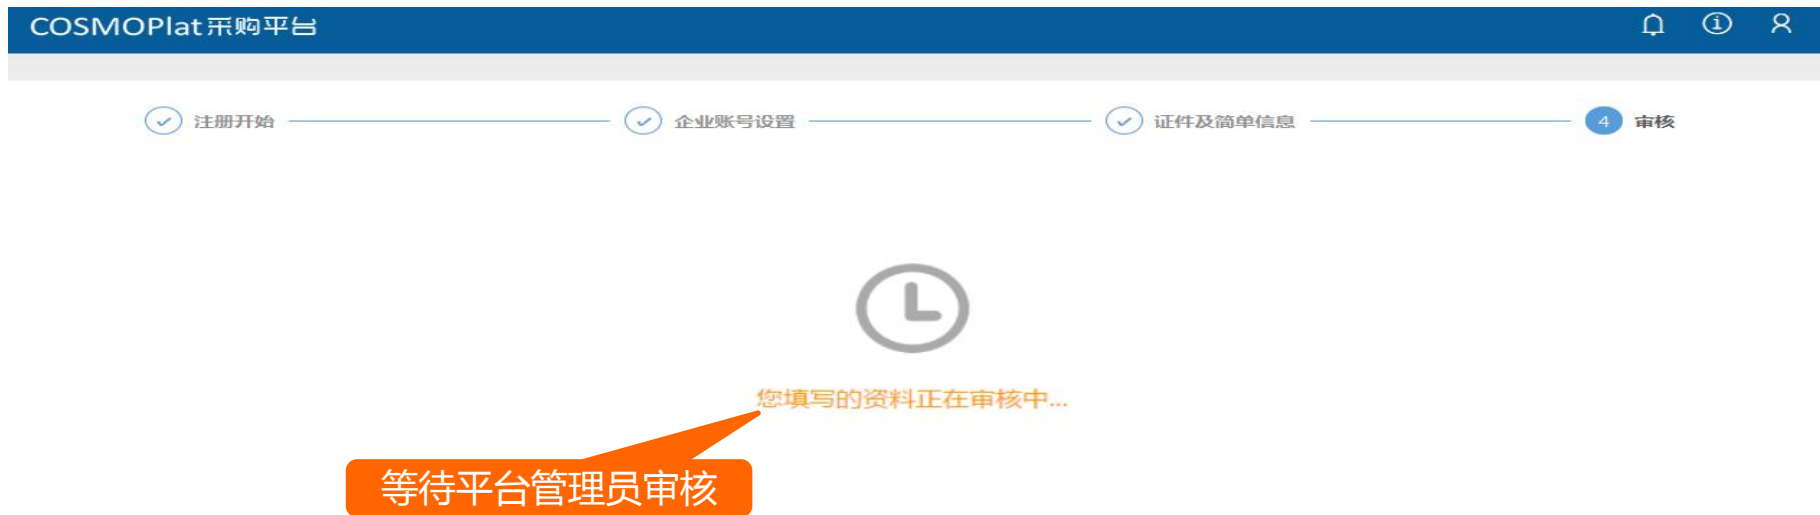 COSMOPlat采购平台
注册开始
企业账号设置
证件及简单信息
4 审核
您填写的资料正在审核中...
等待平台管理员审核